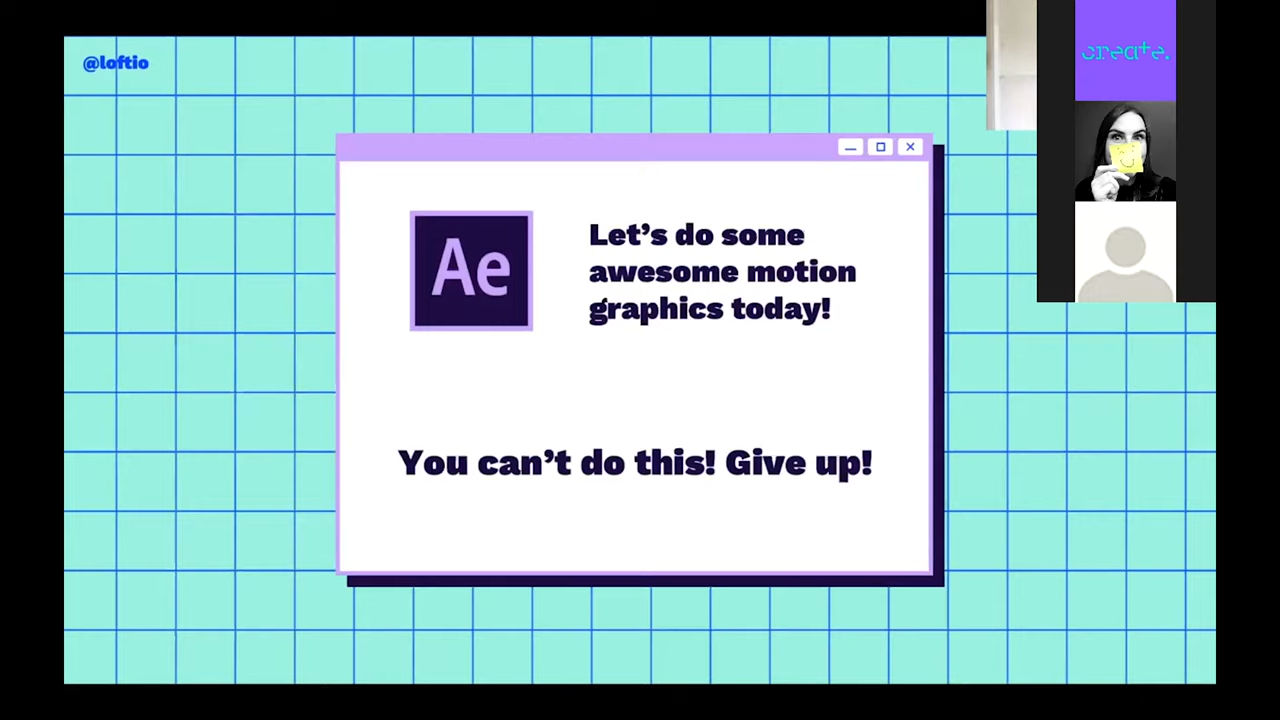 @loftio
create.
Ae
Let’s do some
awesome motion
graphics today!
You can’t do this! Give up!